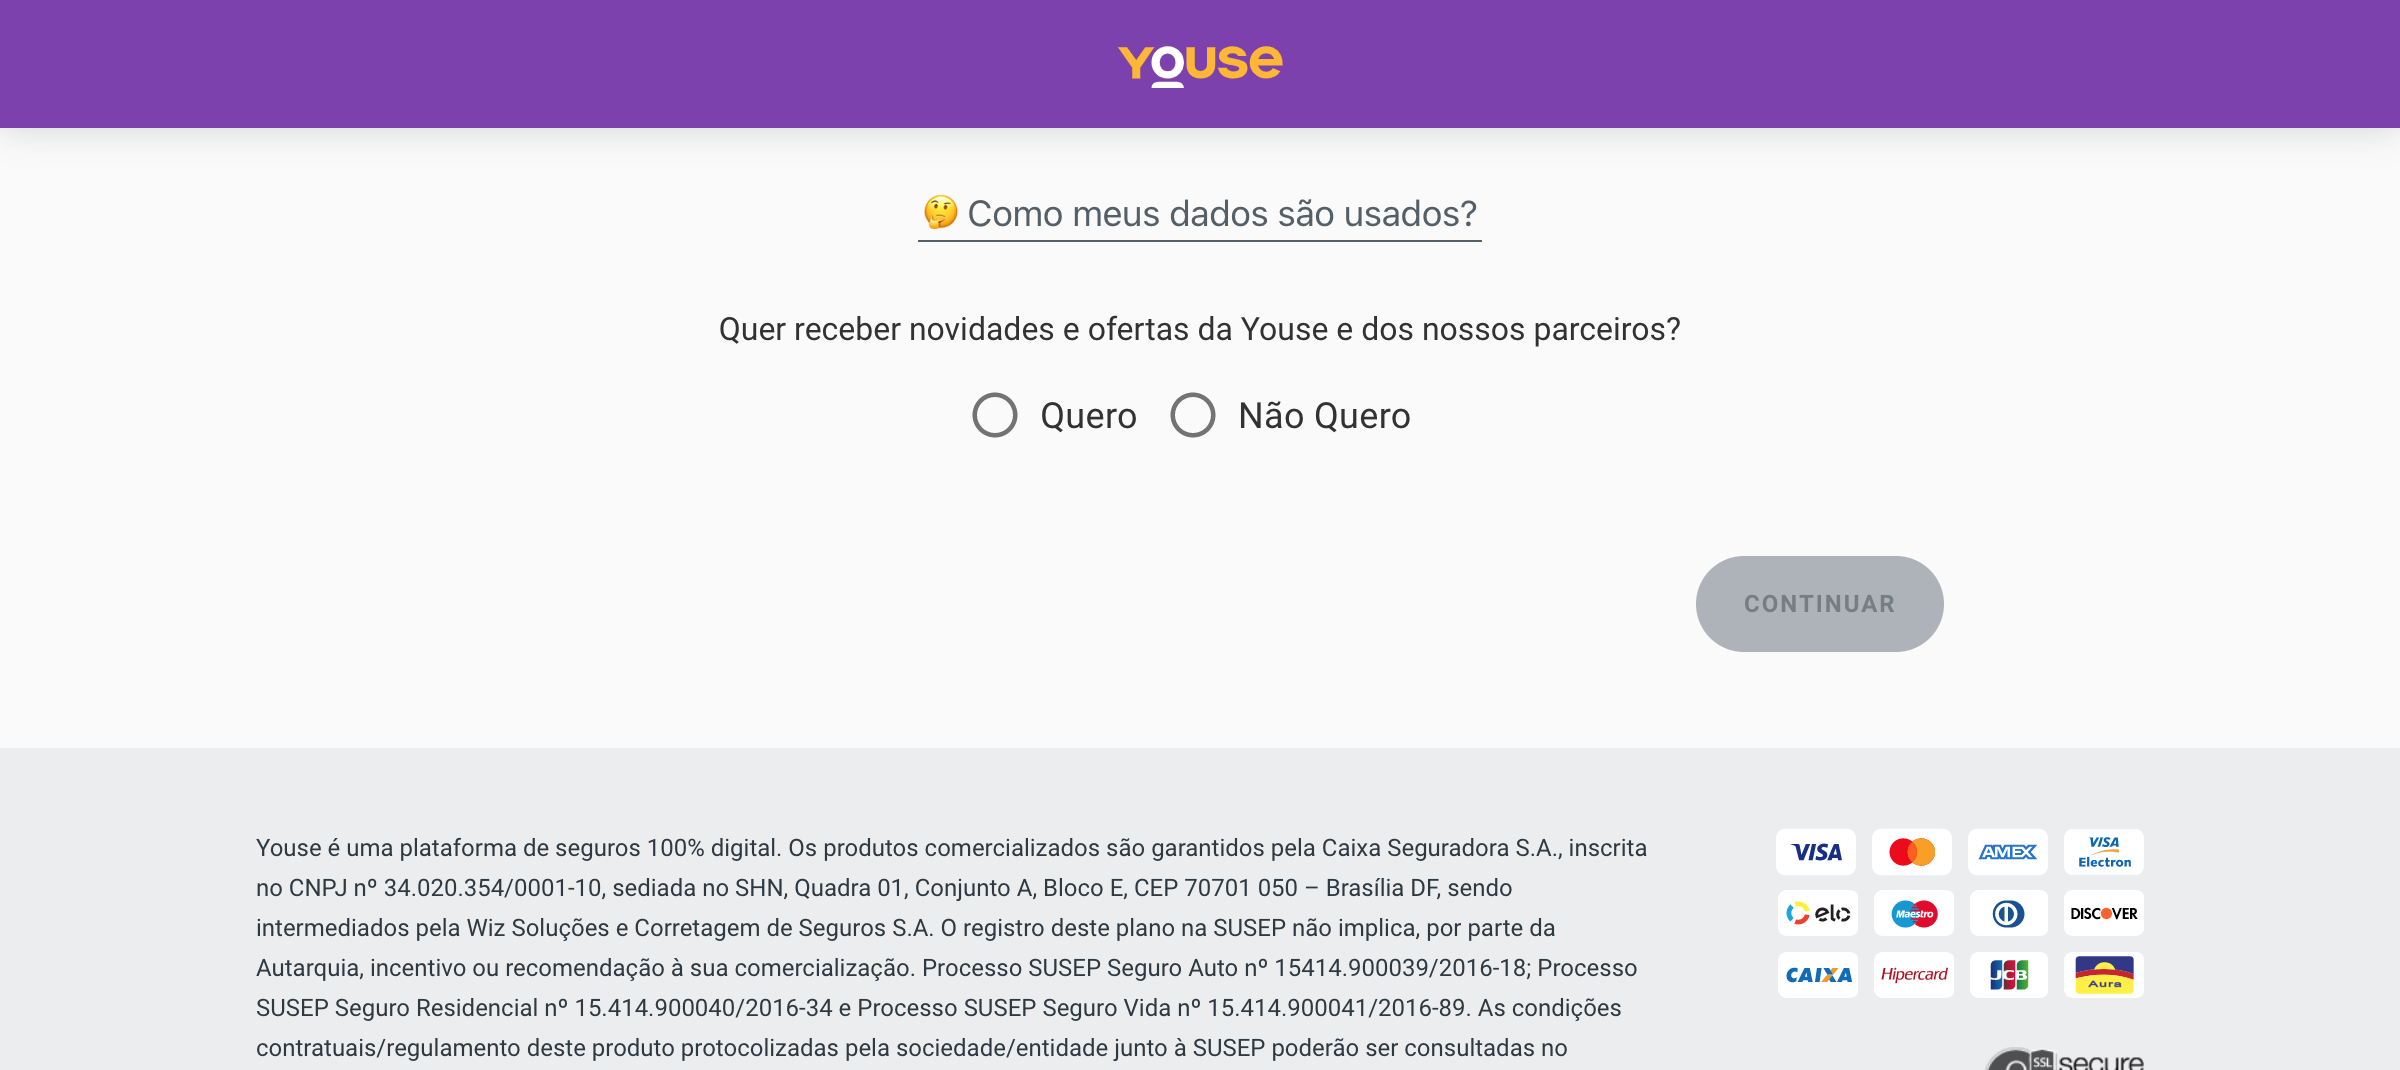 Youse
🤔 Como meus dados são usados?
Quer receber novidades e ofertas da Youse e dos nossos parceiros?
Quero Não Quero
CONTINUAR
Youse é uma plataforma de seguros 100% digital. Os produtos comercializados são garantidos pela Caixa Seguradora S.A., inscrita
no CNPJ nº 34.020.354/0001-10, sediada no SHN, Quadra 01, Conjunto A, Bloco E, CEP 70701 050 – Brasília DF, sendo
intermediados pela Wiz Soluções e Corretagem de Seguros S.A. O registro deste plano na SUSEP não implica, por parte da
Autarquia, incentivo ou recomendação à sua comercialização. Processo SUSEP Seguro Auto nº 15414.900039/2016-18; Processo
SUSEP Seguro Residencial nº 15.414.900040/2016-34 e Processo SUSEP Seguro Vida nº 15.414.900041/2016-89. As condições
contratuais/regulamento deste produto protocolizadas pela sociedade/entidade junto à SUSEP poderão ser consultadas no
VISA AMEX VISA Electron
elo Maestro DISCOVER
CAIXA Hipercard JCB Aura
SSL secure